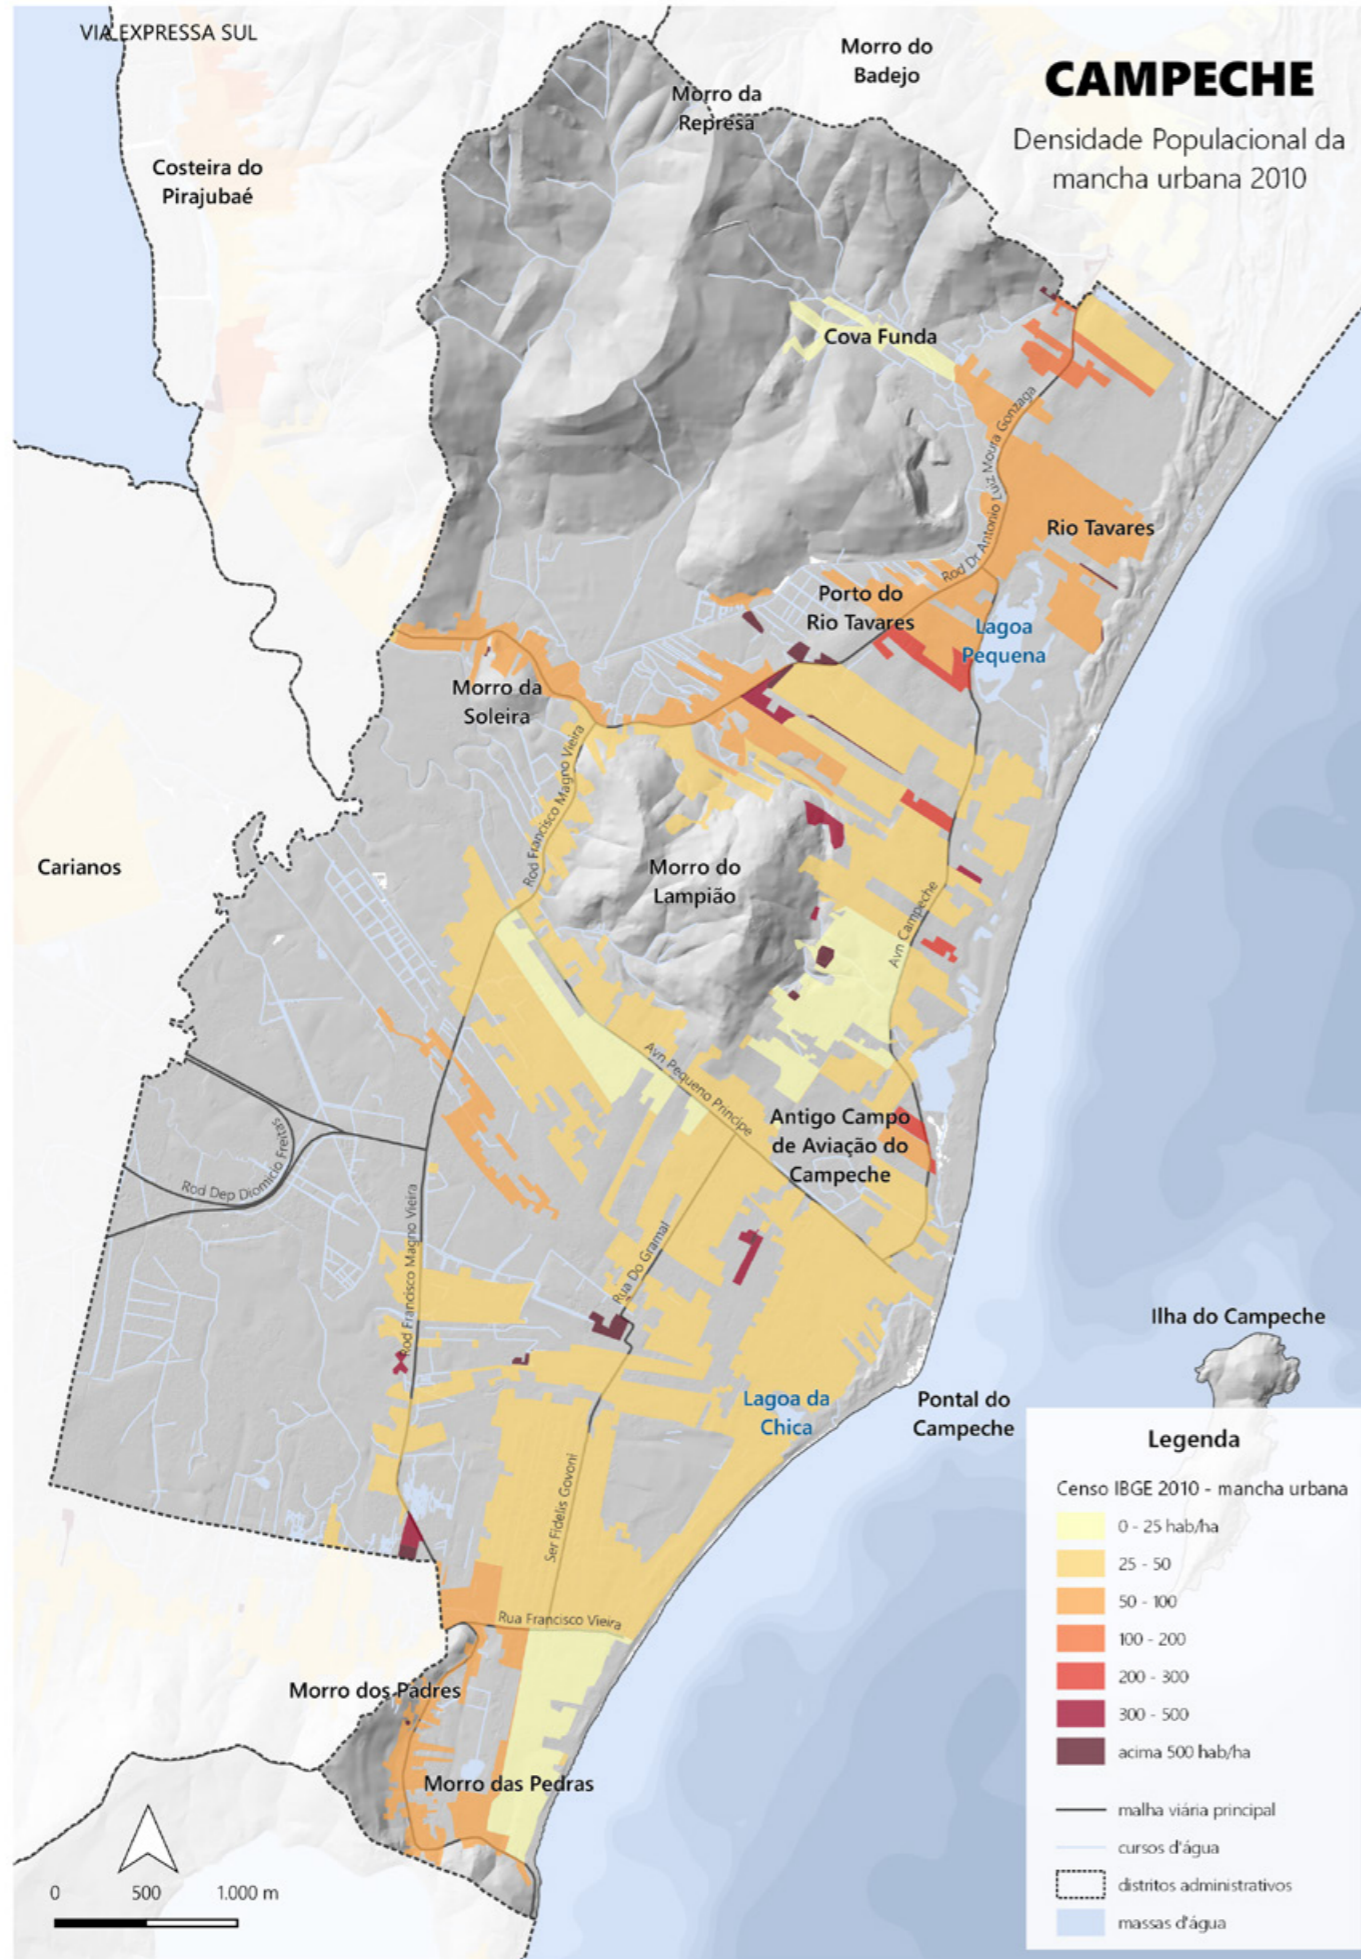 CAMPECHE
Densidade Populacional da
mancha urbana 2010
VIA EXPRESSA SUL
Morro do
Badejo
Morro da
Represa
Costeira do
Pirajubaé
Cova Funda
Rod Dr Antonio Luiz Moura Gonzaga
Rio Tavares
Porto do
Rio Tavares
Lagoa
Pequena
Morro da
Soleira
Rod Francisco Magno Vieira
Carianos
Morro do
Lampião
Avn Campeche
Avn Pequeno Principe
Antigo Campo
de Aviação do
Campeche
Rod Dep Diomicio Freitas
Rod Francisco Magno Vieira
Rua Do Gramal
Ilha do Campeche
Lagoa da
Chica
Pontal do
Campeche
Ser Fidelis Govoni
Rua Francisco Vieira
Morro dos Padres
Morro das Pedras
0 500 1.000 m
Legenda
Censo IBGE 2010 - mancha urbana
0 - 25 hab/ha
25 - 50
50 - 100
100 - 200
200 - 300
300 - 500
acima 500 hab/ha
malha viária principal
cursos d'água
distritos administrativos
massas d'água